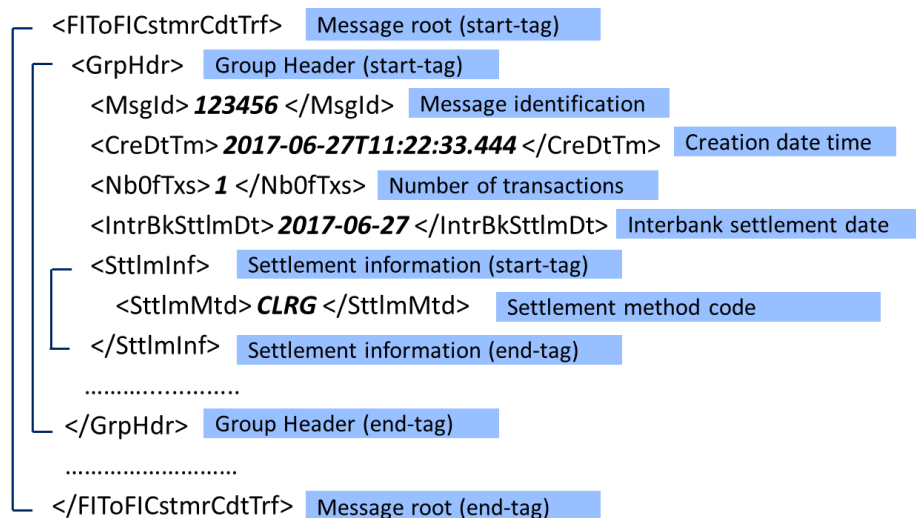 <FIToFICstmrCdtTrf> Message root (start-tag)
<GrpHdr> Group Header (start-tag)
<MsgId> 123456 </MsgId> Message identification
<CreDtTm> 2017-06-27T11:22:33.444 </CreDtTm> Creation date time
<Nb0fTxs> 1 </Nb0fTxs> Number of transactions
<IntrBkSttlmDt> 2017-06-27 </IntrBkSttlmDt> Interbank settlement date
<SttlmInf> Settlement information (start-tag)
<SttlmMtd> CLRG </SttlmMtd> Settlement method code
</SttlmInf> Settlement information (end-tag)
………....…………..
</GrpHdr> Group Header (end-tag)
………………………
</FIToFICstmrCdtTrf> Message root (end-tag)